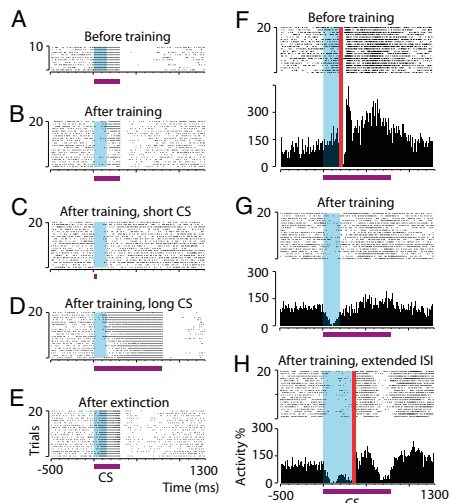 A
Before training
10
B
After training
20
C
After training, short CS
20
D
After training, long CS
20
E
After extinction
20
Trials
-500
CS
Time (ms)
1300
F
Before training
20
300
150
0
G
After training
20
300
150
0
H
After training, extended ISI
20
300
150
0
Activity %
-500
CS
1300